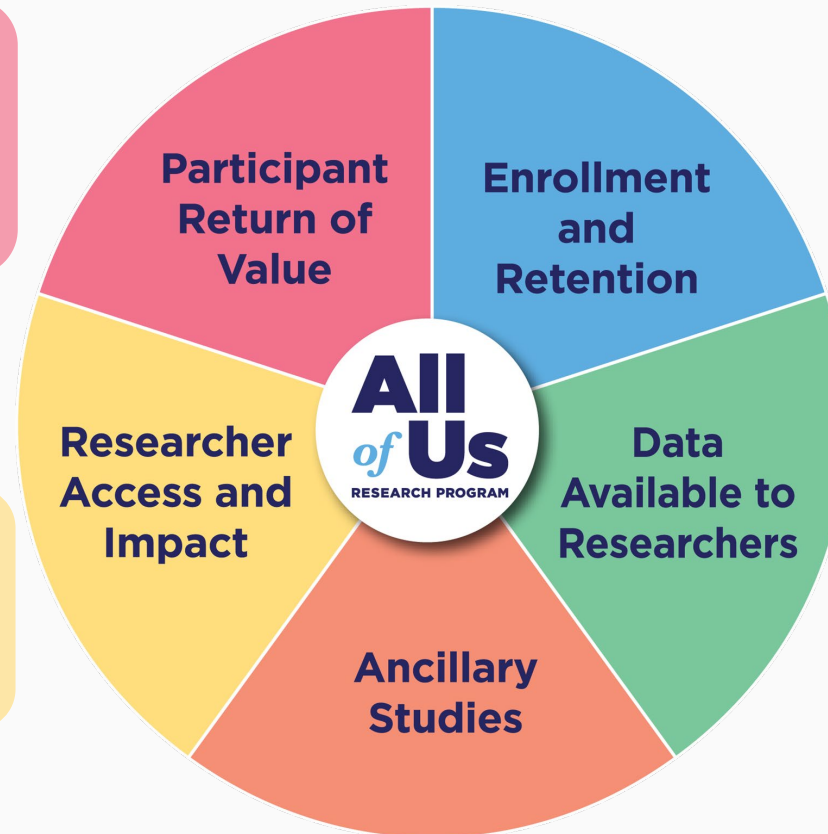 Participant
Return of
Value
Enrollment
and
Retention
All
of Us
RESEARCH PROGRAM
Researcher
Access and
Impact
Data
Available to
Researchers
Ancillary
Studies